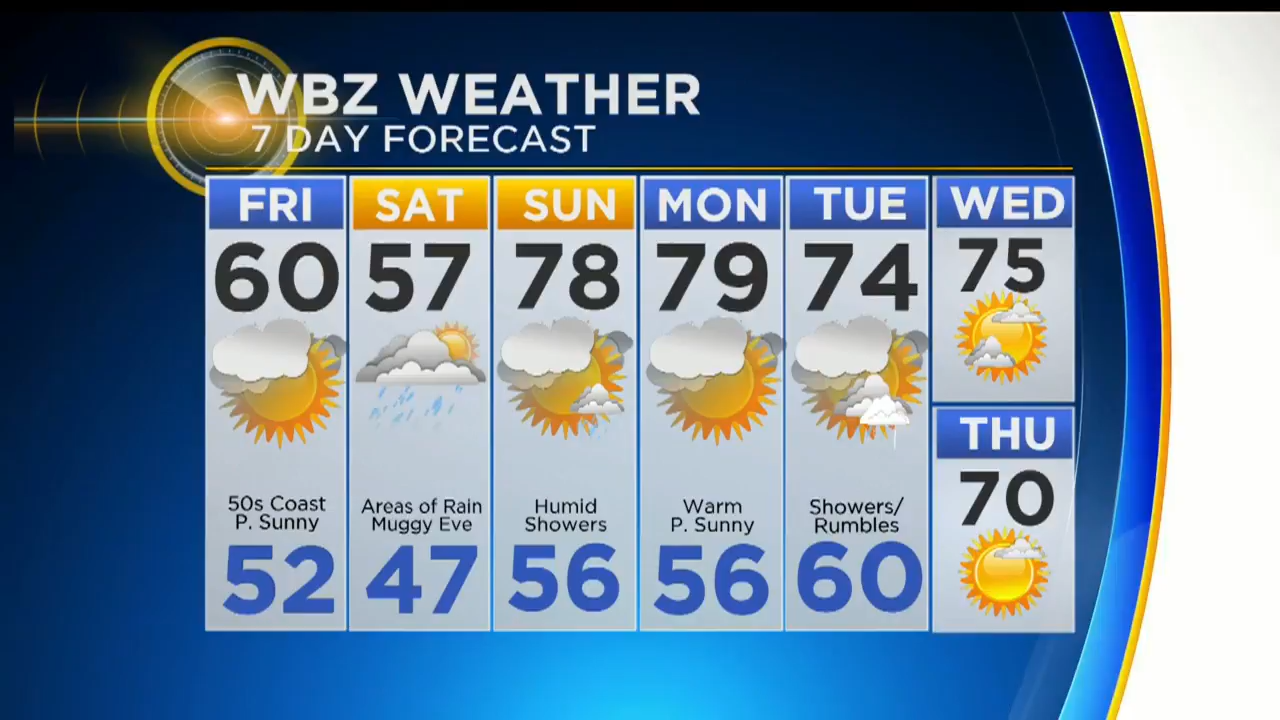 WBZ WEATHER
7 DAY FORECAST
FRI
60
50s Coast
P. Sunny
52
SAT
57
Areas of Rain
Muggy Eve
47
SUN
78
Humid
Showers
56
MON
79
Warm
P. Sunny
56
TUE
74
Showers/
Rumbles
60
WED
75
THU
70